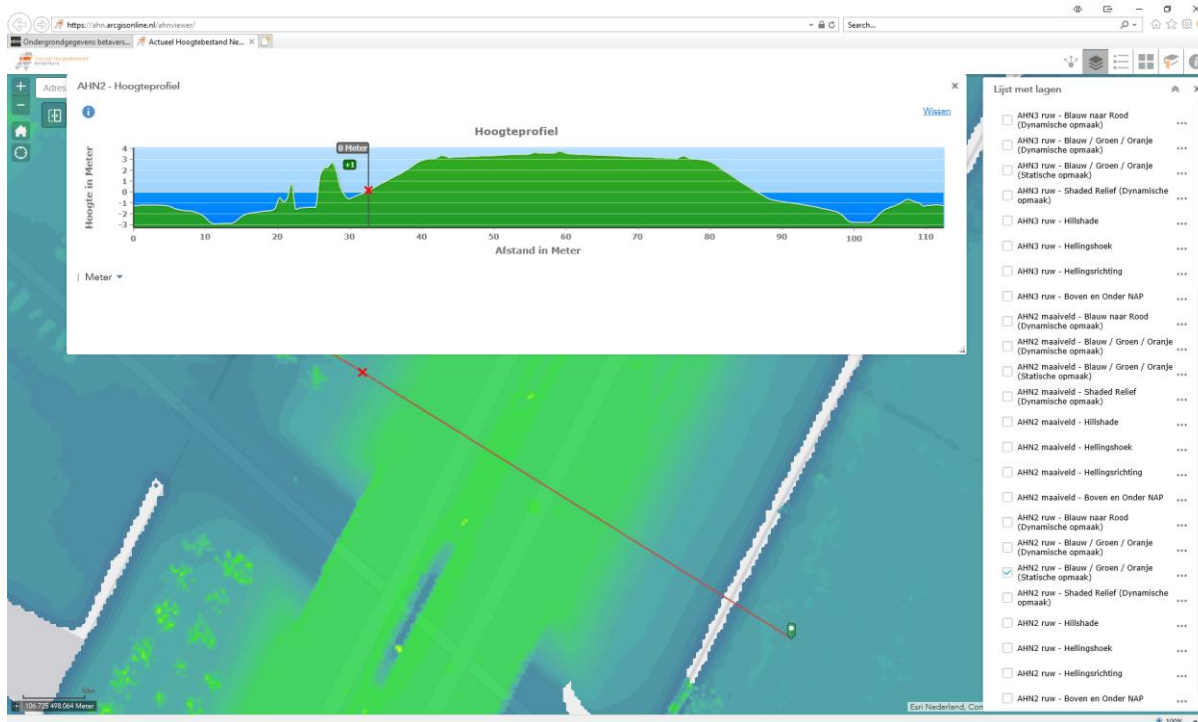 https://ahn.arcgisonline.nl/ahnviewer/
Search...
Ondergrondgegevens betavers...
Actueel Hoogtebestand Ne...
Adres
AHN2 - Hoogteprofiel
Wissen
Hoogteprofiel
0 Meter
+1
Hoogte in Meter
4
3
2
1
0
-1
-2
-3
0 10 20 30 40 50 60 70 80 90 100 110
Afstand in Meter
Meter
Lijst met lagen
AHN3 ruw - Blauw naar Rood
(Dynamische opmaak)
AHN3 ruw - Blauw / Groen / Oranje
(Dynamische opmaak)
AHN3 ruw - Blauw / Groen / Oranje
(Statische opmaak)
AHN3 ruw - Shaded Relief (Dynamische
opmaak)
AHN3 ruw - Hillshade
AHN3 ruw - Hellingshoek
AHN3 ruw - Hellingsrichting
AHN3 ruw - Boven en Onder NAP
AHN2 maaiveld - Blauw naar Rood
(Dynamische opmaak)
AHN2 maaiveld - Blauw / Groen / Oranje
(Dynamische opmaak)
AHN2 maaiveld - Blauw / Groen / Oranje
(Statische opmaak)
AHN2 maaiveld - Shaded Relief
(Dynamische opmaak)
AHN2 maaiveld - Hillshade
AHN2 maaiveld - Hellingshoek
AHN2 maaiveld - Hellingsrichting
AHN2 maaiveld - Boven en Onder NAP
AHN2 ruw - Blauw naar Rood
(Dynamische opmaak)
AHN2 ruw - Blauw / Groen / Oranje
(Dynamische opmaak)
AHN2 ruw - Blauw / Groen / Oranje
(Statische opmaak)
AHN2 ruw - Shaded Relief (Dynamische
opmaak)
AHN2 ruw - Hillshade
AHN2 ruw - Hellingshoek
AHN2 ruw - Hellingsrichting
AHN2 ruw - Boven en Onder NAP
10m
106.725 498.064 Meter
Esri Nederland, Con
100%